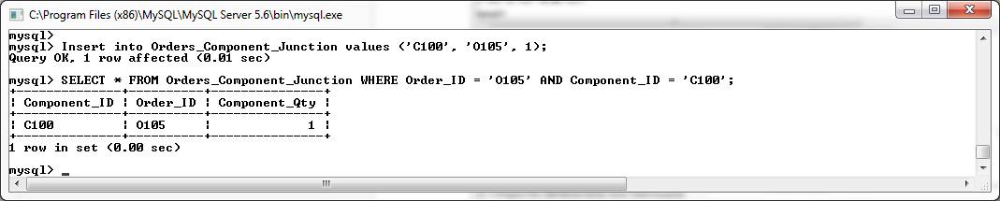 C:\Program Files (x86)\MySQL\MySQL Server 5.6\bin\mysql.exe
mysql>
mysql> Insert into Orders_Component_Junction values ('C100', 'O105', 1);
Query OK, 1 row affected (0.01 sec)
mysql> SELECT * FROM Orders_Component_Junction WHERE Order_ID = 'O105' AND Component_ID = 'C100';
+--------------+----------+---------------+
| Component_ID | Order_ID | Component_Qty |
+--------------+----------+---------------+
| C100         | O105     |             1 |
+--------------+----------+---------------+
1 row in set (0.00 sec)
mysql> _